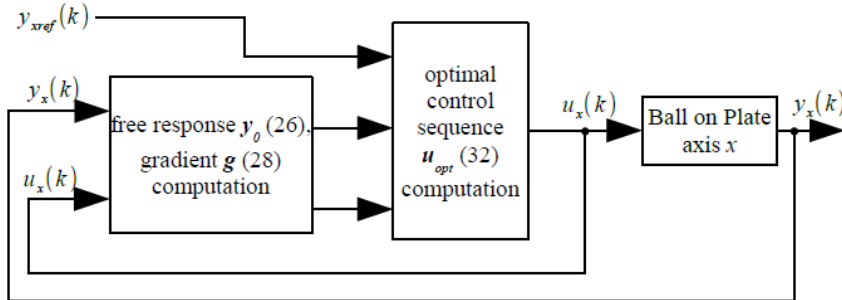 y_xref(k)
y_x(k)
u_x(k)
free response y_0 (26),
gradient g (28)
computation
optimal
control
sequence
u_opt (32)
computation
u_x(k)
Ball on Plate
axis x
y_x(k)